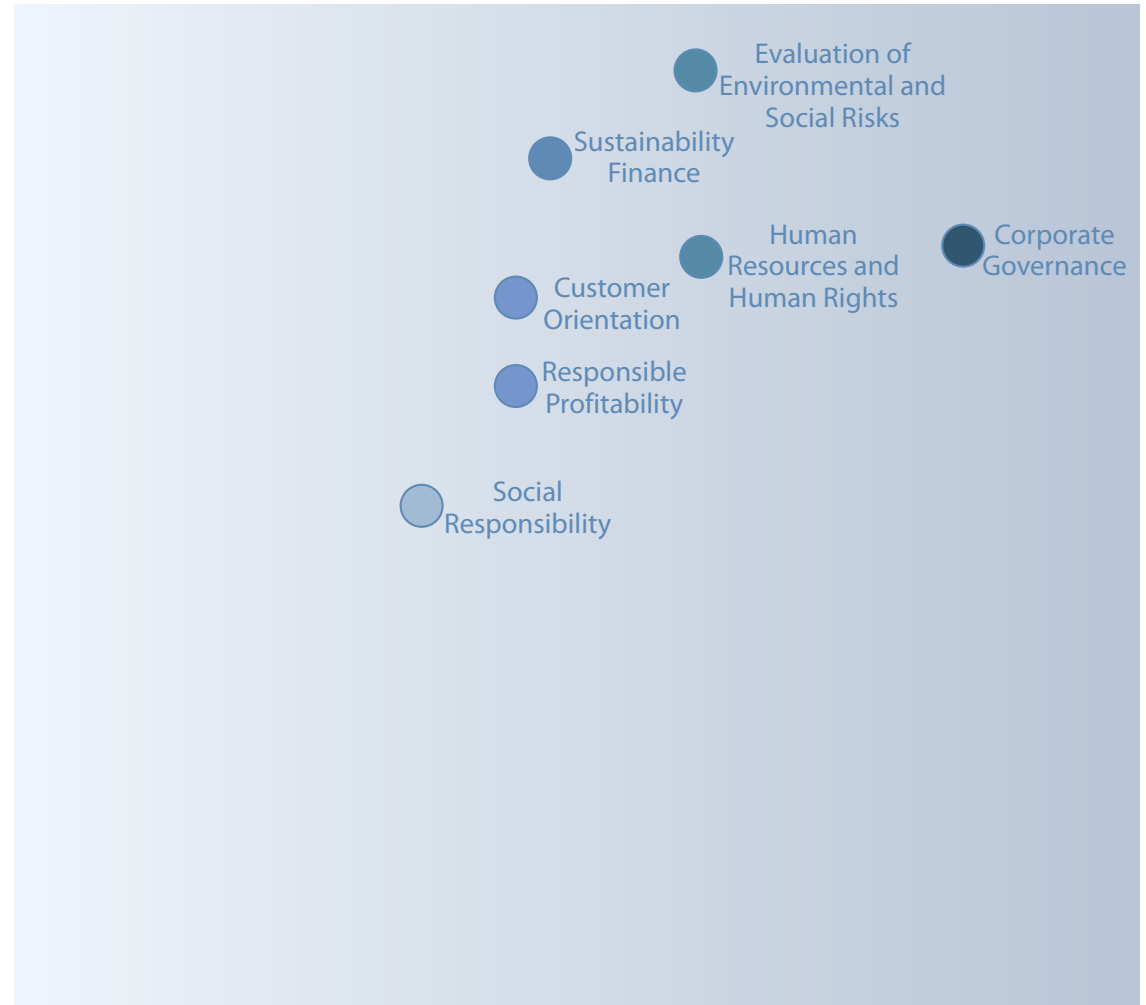 Evaluation of
Environmental and
Social Risks
Sustainability
Finance
Human
Resources and
Human Rights
Corporate
Governance
Customer
Orientation
Responsible
Profitability
Social
Responsibility